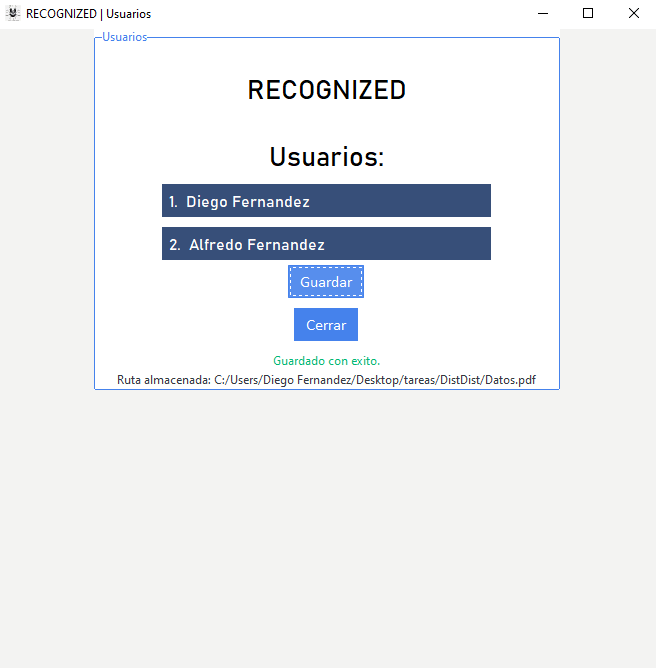 RECOGNIZED | Usuarios
Usuarios
RECOGNIZED
Usuarios:
1. Diego Fernandez
2. Alfredo Fernandez
Guardar
Cerrar
Guardado con exito.
Ruta almacenada: C:/Users/Diego Fernandez/Desktop/tareas/DistDist/Datos.pdf